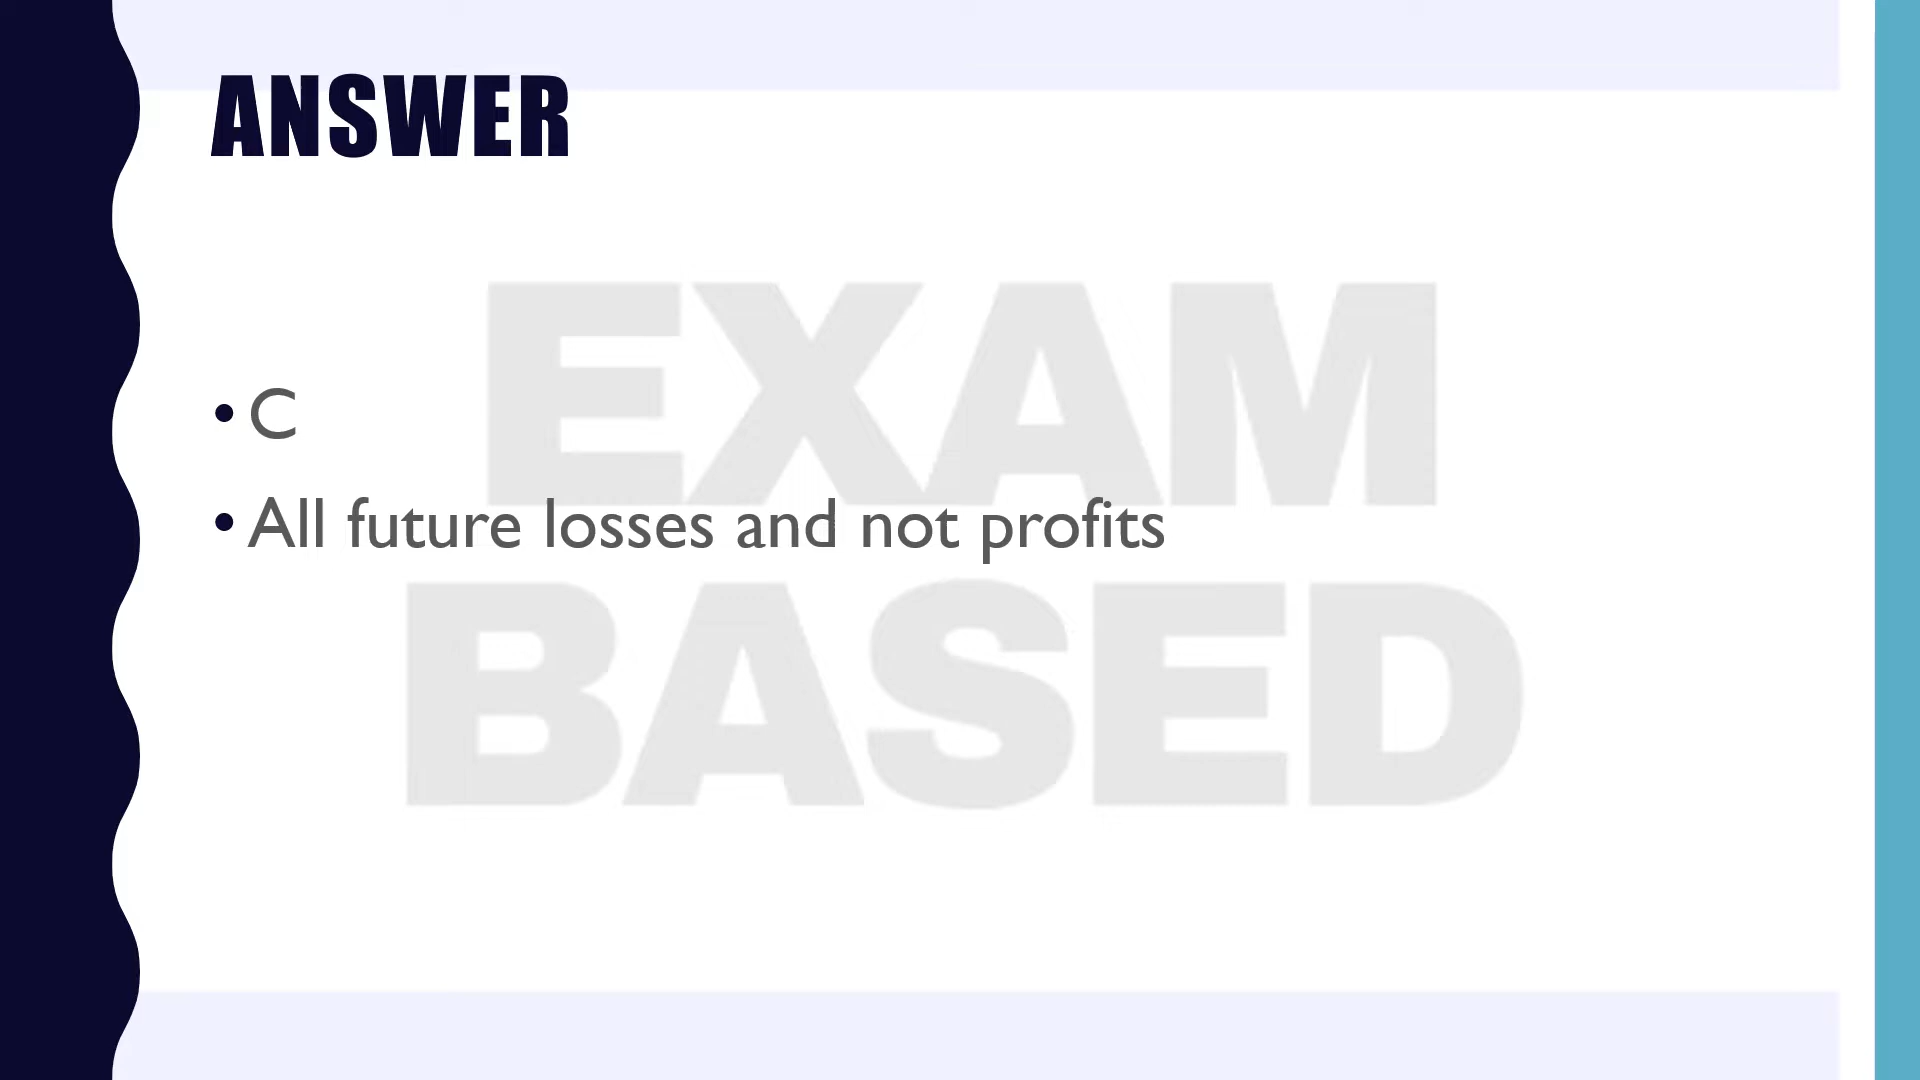 ANSWER
• C
• All future losses and not profits
EXAM
BASED